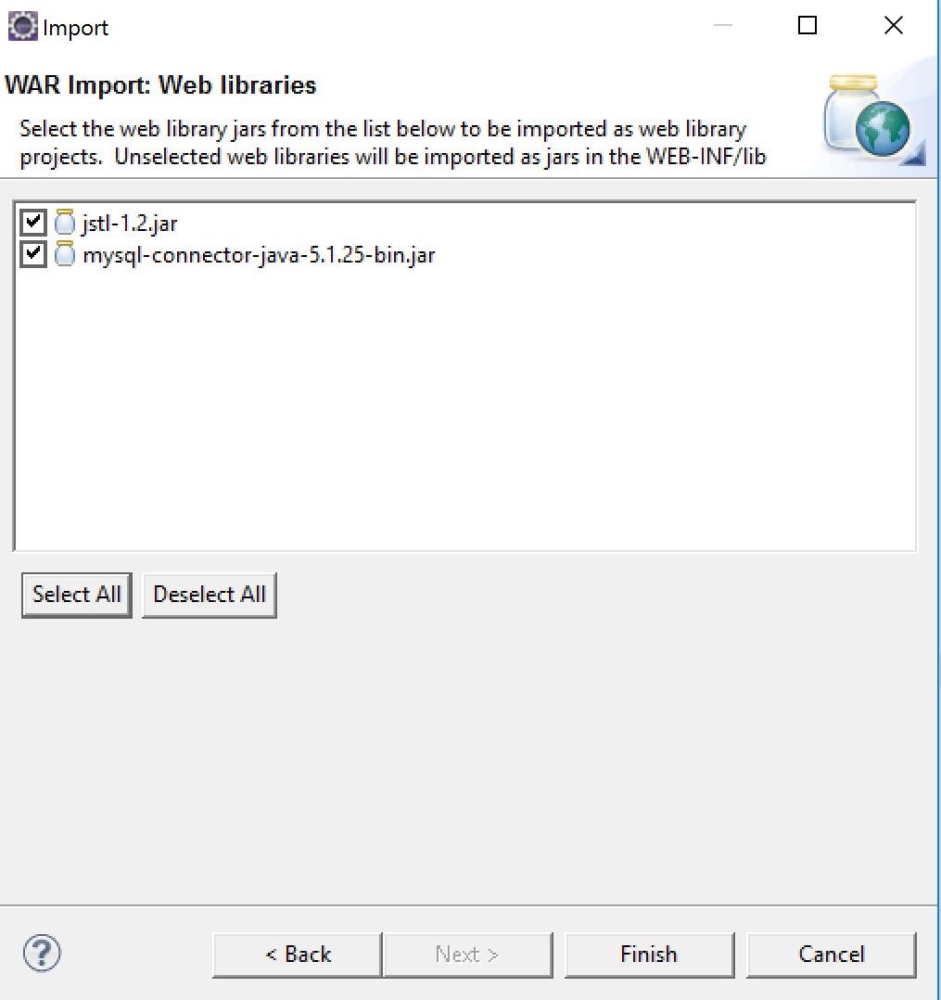 Import
WAR Import: Web libraries
Select the web library jars from the list below to be imported as web library
projects.  Unselected web libraries will be imported as jars in the WEB-INF/lib
jstl-1.2.jar
mysql-connector-java-5.1.25-bin.jar
Select All
Deselect All
?
< Back
Next >
Finish
Cancel